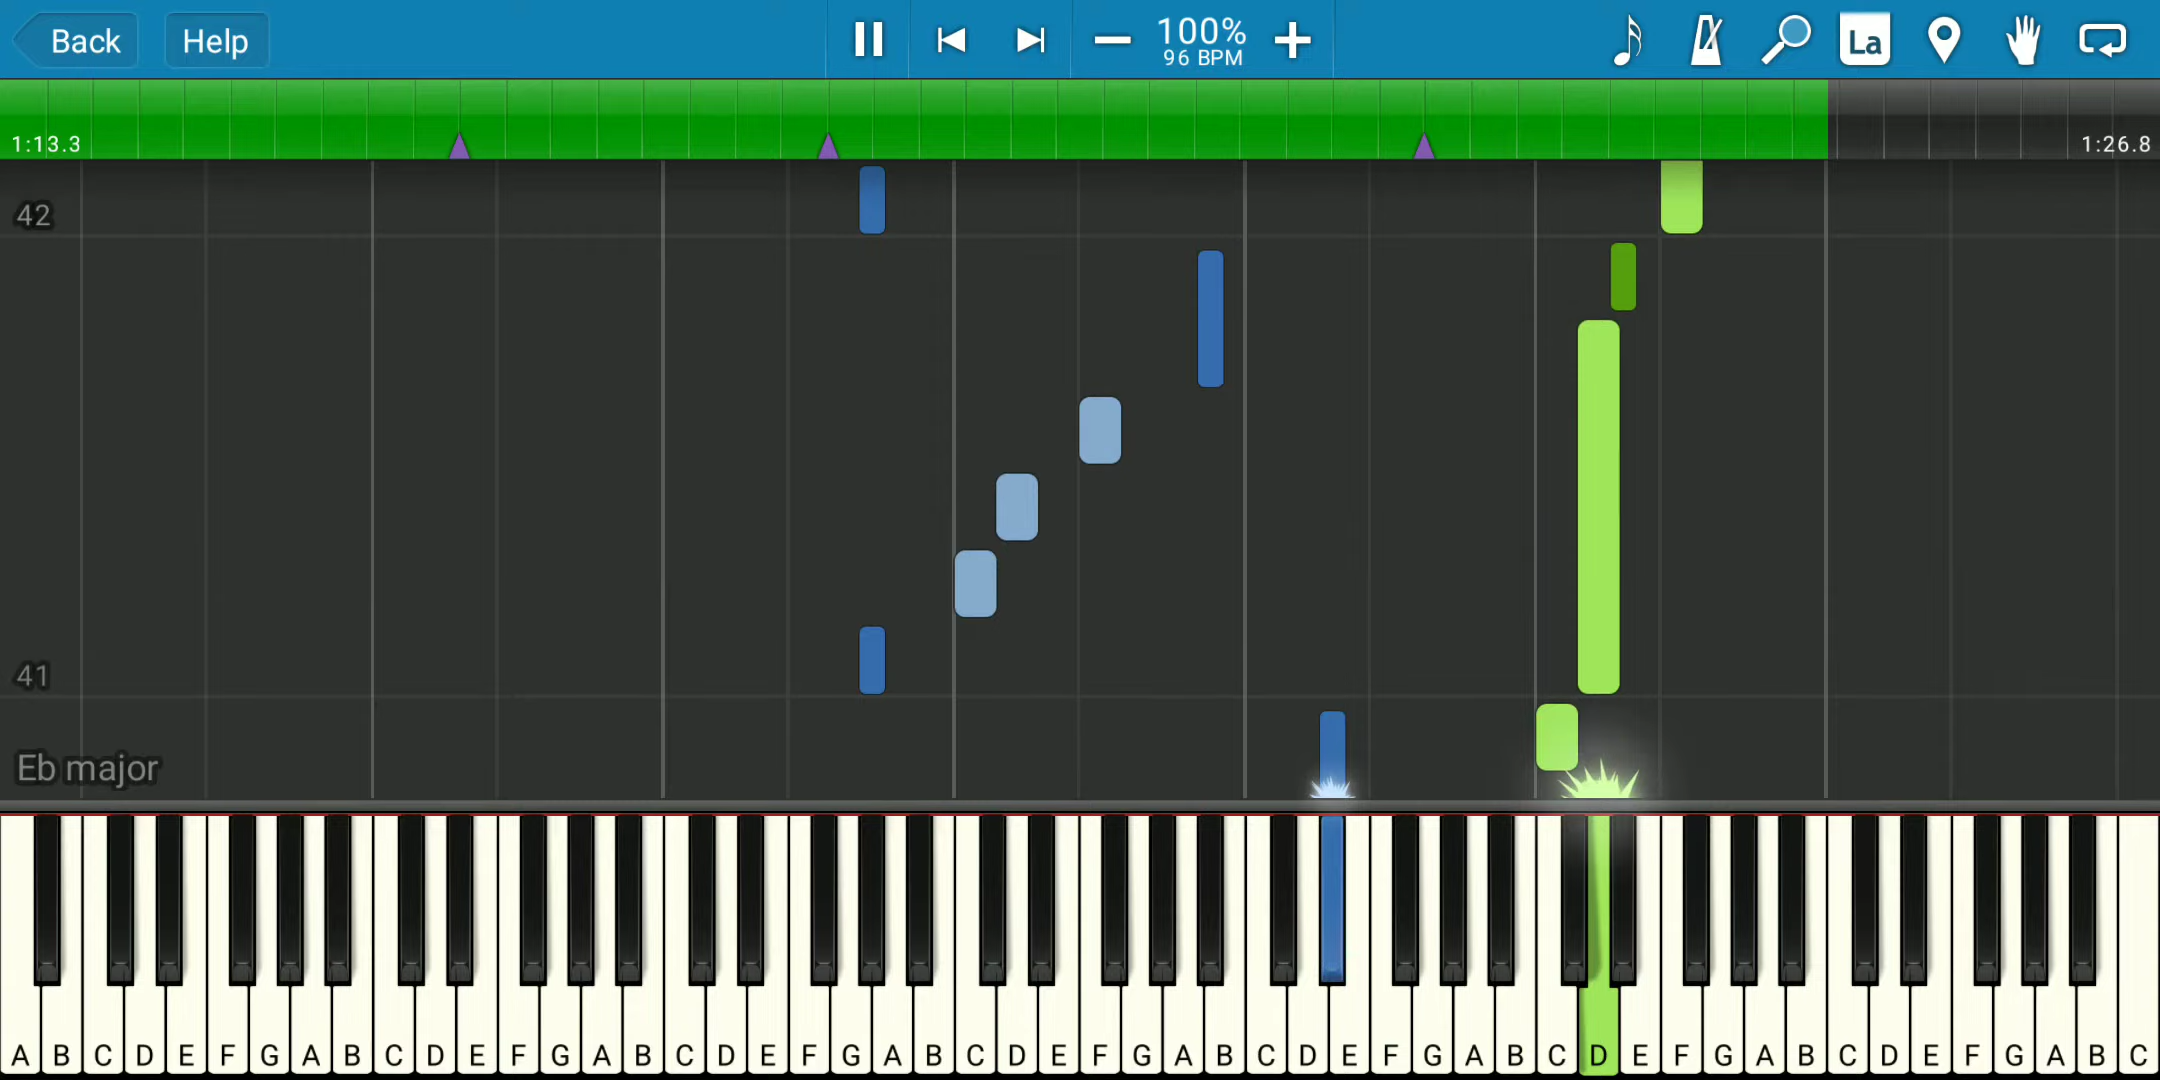 Back Help 100% La
96 BPM
1:13.3 1:26.8
42
41
Eb major
A B C D E F G A B C D E F G A B C D E F G A B C D E F G A B C D E F G A B C D E F G A B C D E F G A B C